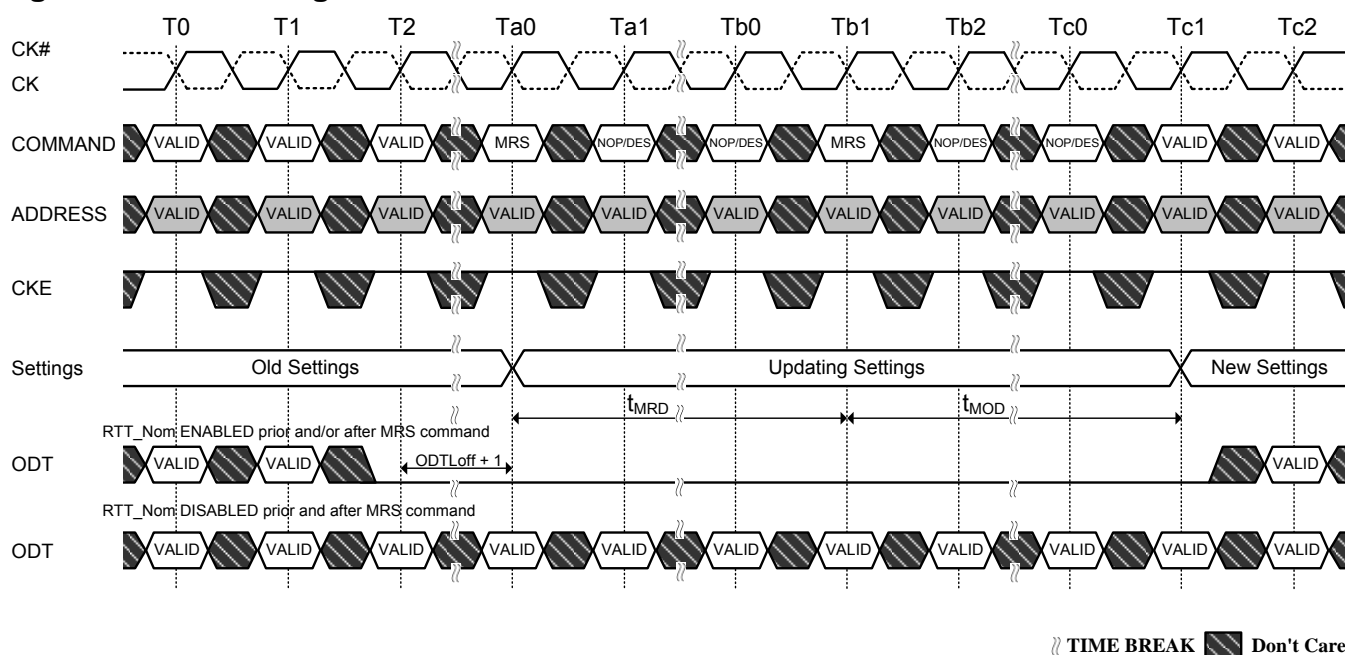 T0 T1 T2 Ta0 Ta1 Tb0 Tb1 Tb2 Tc0 Tc1 Tc2
CK#
CK
COMMAND VALID VALID VALID MRS NOP/DES NOP/DES MRS NOP/DES NOP/DES VALID VALID
ADDRESS VALID VALID VALID VALID VALID VALID VALID VALID VALID VALID VALID
CKE
Settings Old Settings Updating Settings New Settings
tMRD tMOD
RTT_Nom ENABLED prior and/or after MRS command
ODT VALID VALID ODTLoff + 1 VALID
RTT_Nom DISABLED prior and after MRS command
ODT VALID VALID VALID VALID VALID VALID VALID VALID VALID VALID VALID
TIME BREAK Don't Care